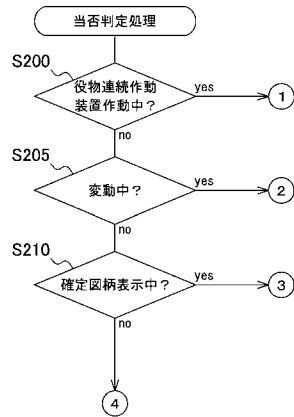 当否判定処理
S200
役物連続作動
装置作動中？
yes
1
no
S205
変動中？
yes
2
no
S210
確定図柄表示中？
yes
3
no
4